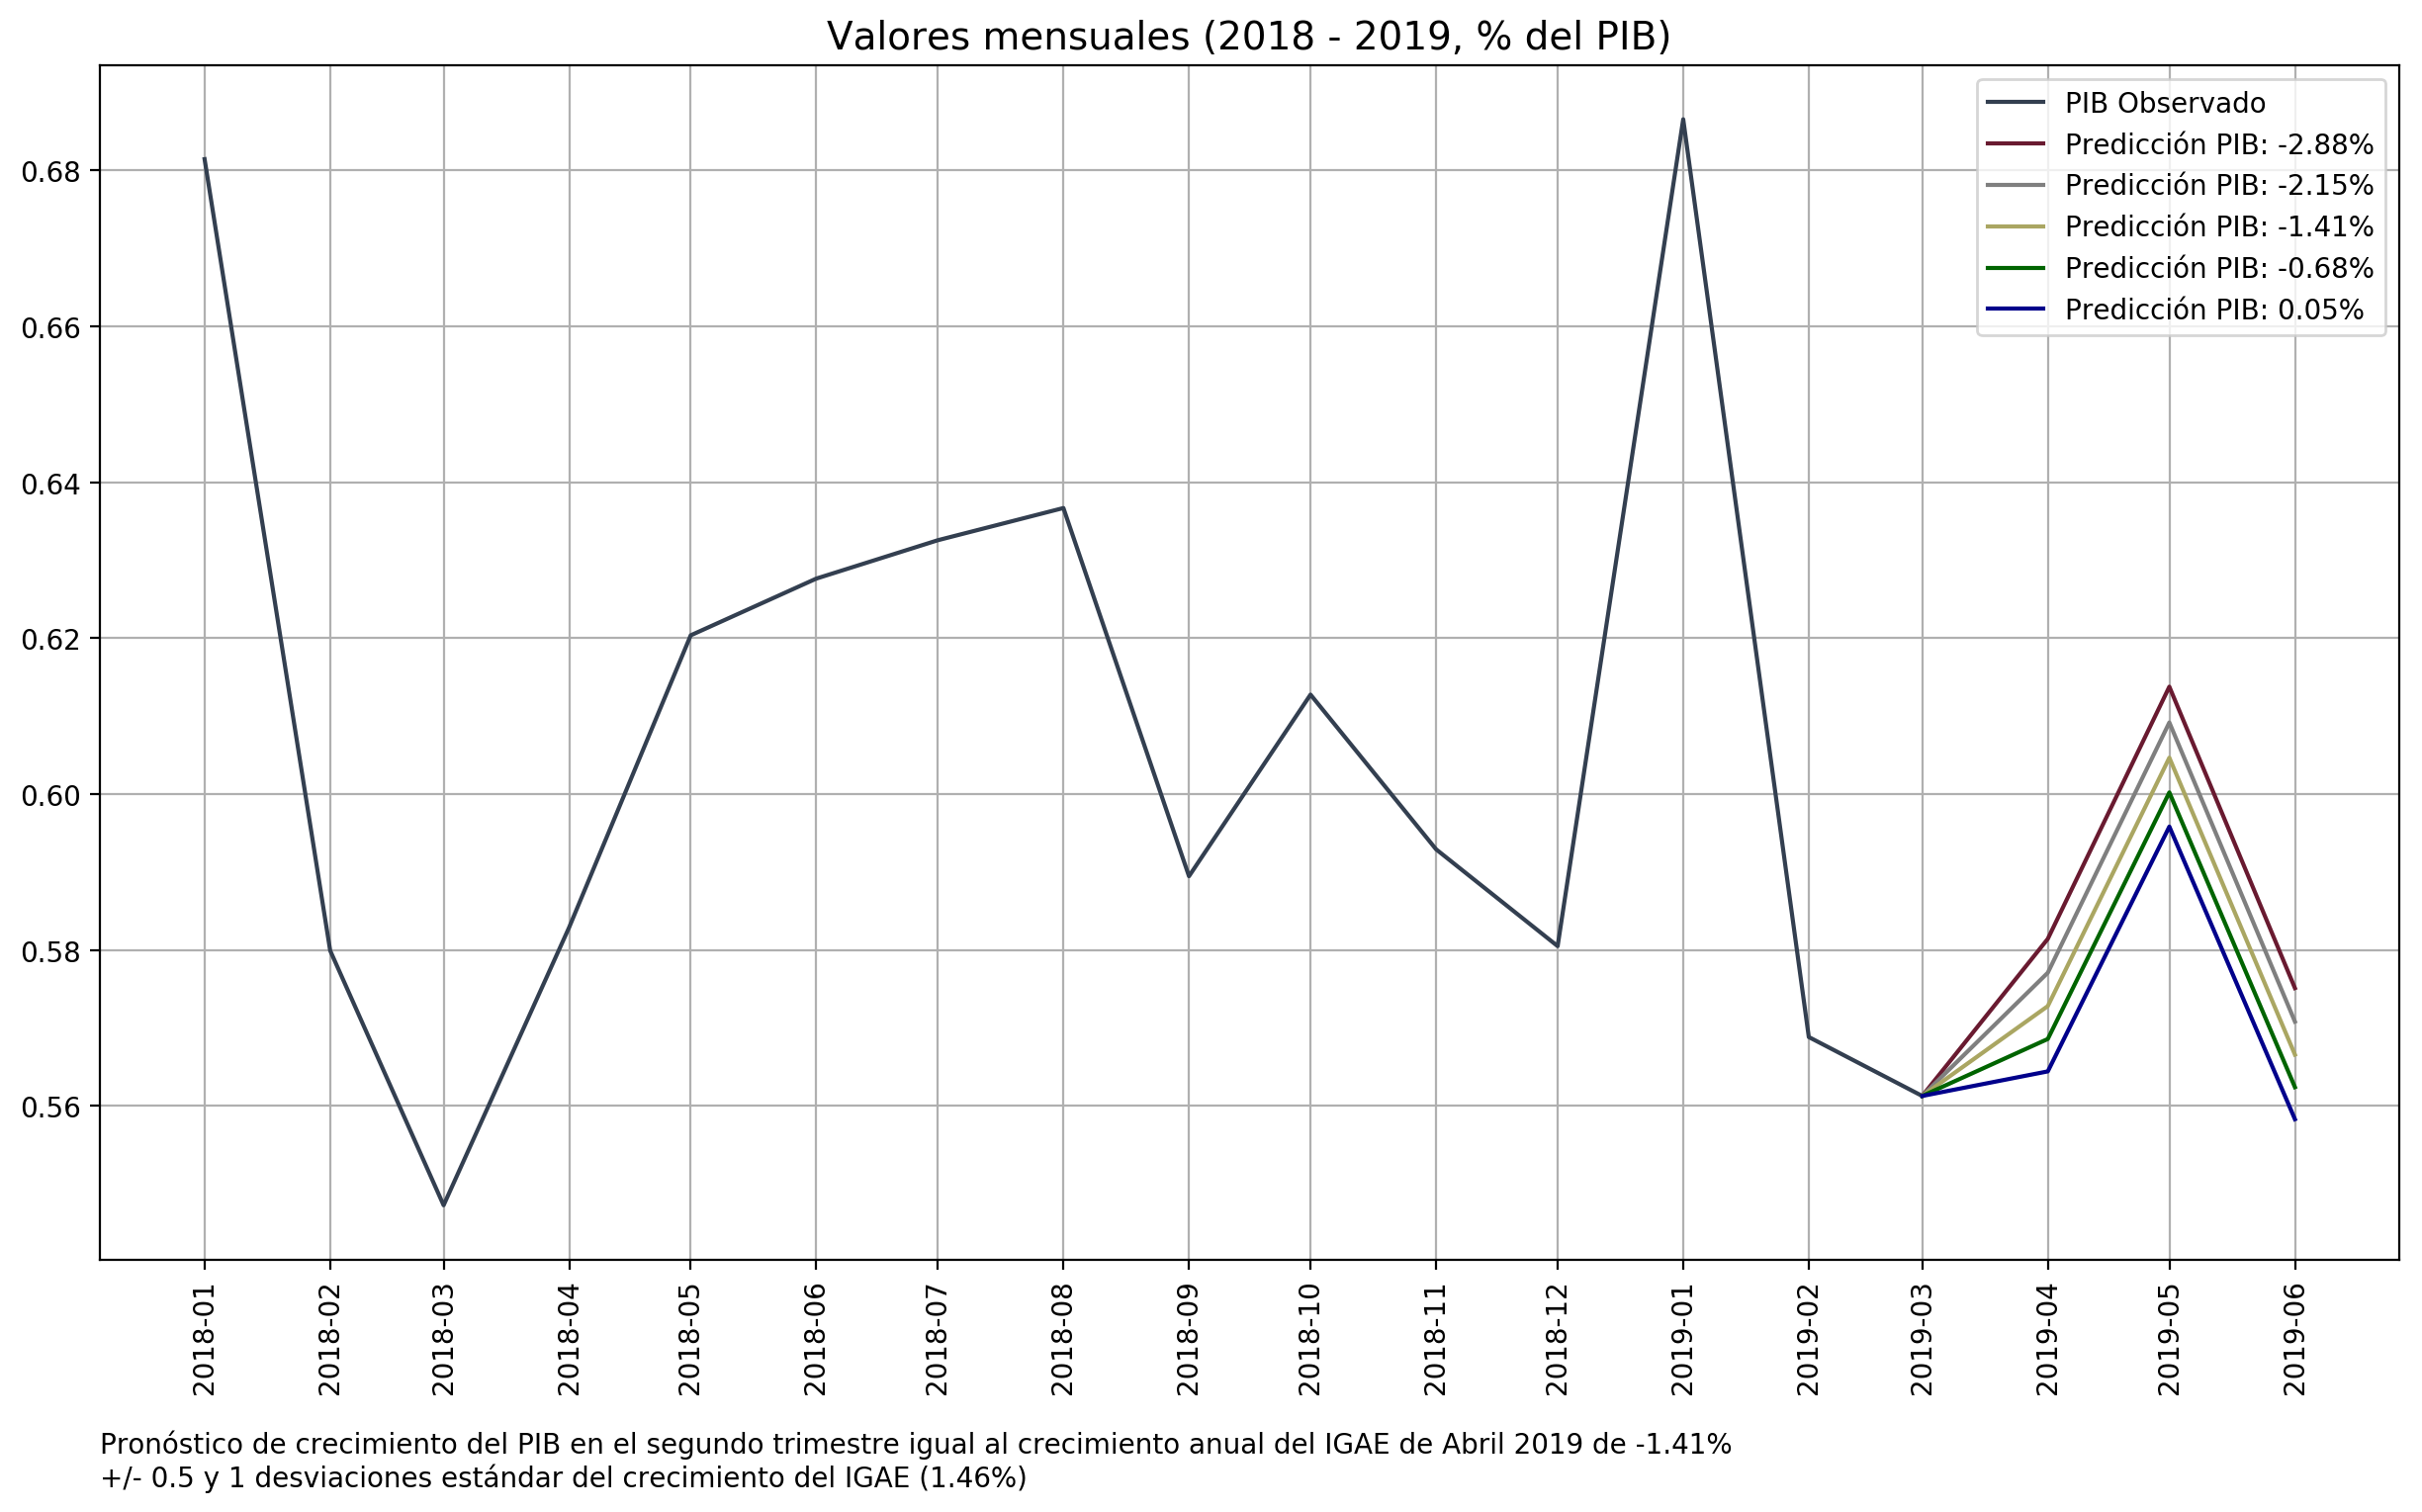 Valores mensuales (2018 - 2019, % del PIB)
PIB Observado
Predicción PIB: -2.88%
Predicción PIB: -2.15%
Predicción PIB: -1.41%
Predicción PIB: -0.68%
Predicción PIB: 0.05%
0.68
0.66
0.64
0.62
0.60
0.58
0.56
2018-01
2018-02
2018-03
2018-04
2018-05
2018-06
2018-07
2018-08
2018-09
2018-10
2018-11
2018-12
2019-01
2019-02
2019-03
2019-04
2019-05
2019-06
Pronóstico de crecimiento del PIB en el segundo trimestre igual al crecimiento anual del IGAE de Abril 2019 de -1.41%
+/- 0.5 y 1 desviaciones estándar del crecimiento del IGAE (1.46%)